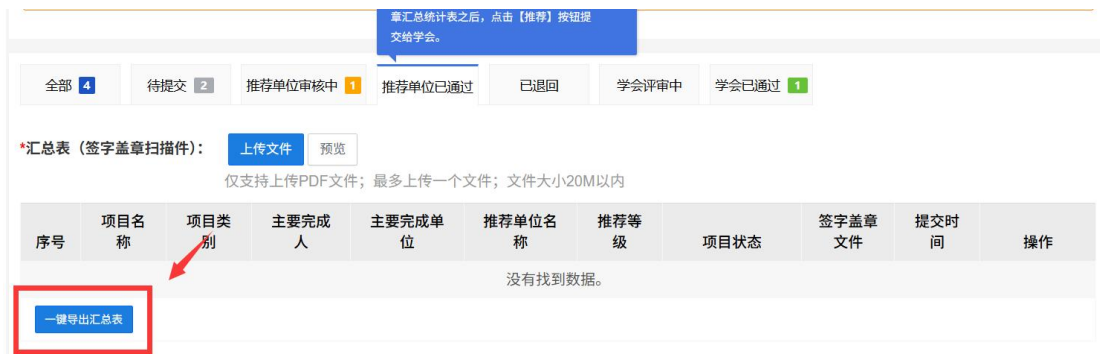 章汇总统计表之后，点击【推荐】按钮提
交给学会。
全部 4 待提交 2 推荐单位审核中 1 推荐单位已通过 已退回 学会评审中 学会已通过 1
*汇总表（签字盖章扫描件）： 上传文件 预览
仅支持上传PDF文件；最多上传一个文件；文件大小20M以内
序号 项目名称 项目类别 主要完成人 主要完成单位 推荐单位名称 推荐等级 项目状态 签字盖章文件 提交时间 操作
没有找到数据。
一键导出汇总表